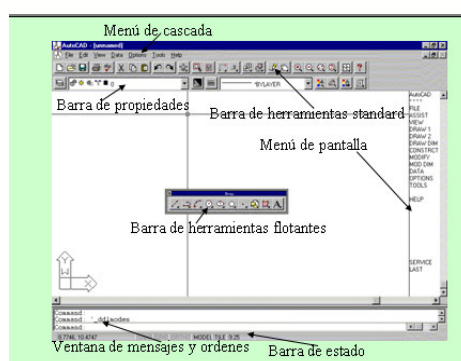 Menú de cascada
AutoCAD - [unnamed]
File Edit View Data Options Tools Help
BYLAYER
Barra de propiedades
Barra de herramientas standard
Menú de pantalla
AutoCAD
* * * *
FILE
ASSIST
VIEW
DRAW 1
DRAW 2
DRAW DIM
CONSTRCT
MODIFY
MOD DIM
DATA
OPTIONS
TOOLS
HELP
SERVICE
LAST
Barra de herramientas flotantes
Y
W
X
Command:
Command: '_ddlmodes
Command:
MODEL TILE 9:25
Ventana de mensajes y ordenes
Barra de estado